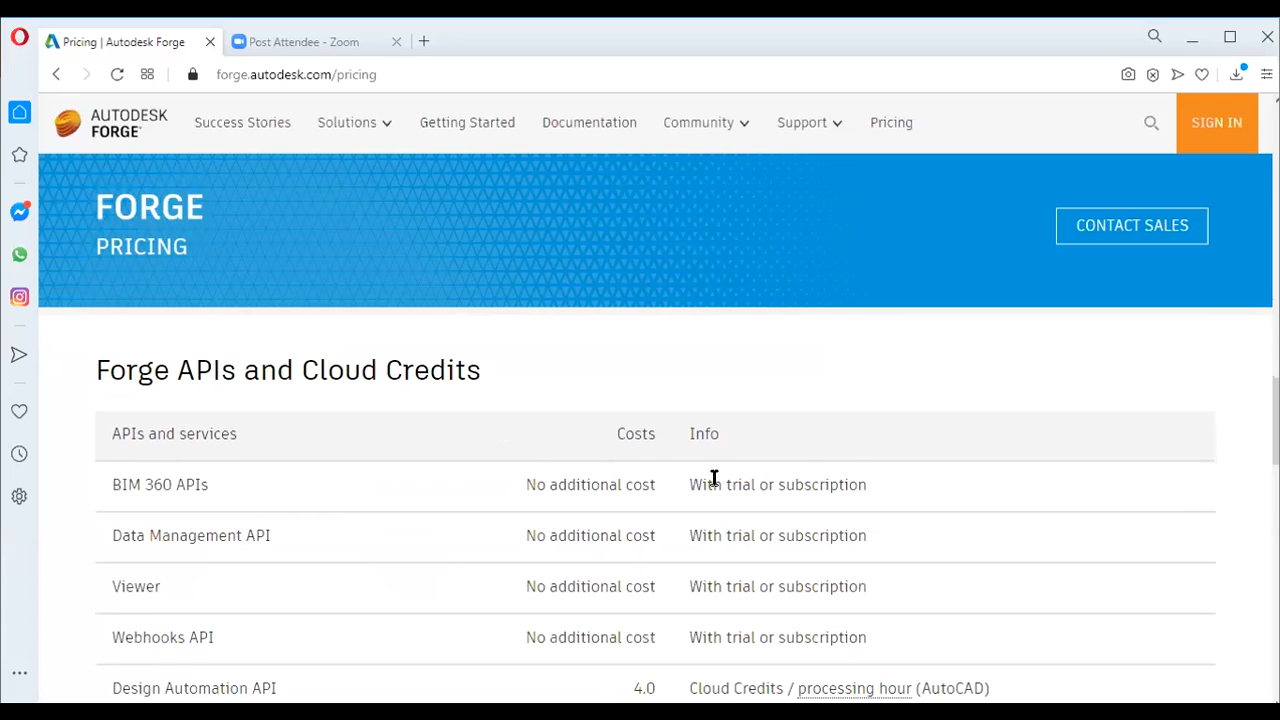 Pricing | Autodesk Forge
Post Attendee - Zoom
forge.autodesk.com/pricing
AUTODESK
FORGE
Success Stories
Solutions
Getting Started
Documentation
Community
Support
Pricing
SIGN IN
FORGE
PRICING
CONTACT SALES
Forge APIs and Cloud Credits
APIs and services Costs Info
BIM 360 APIs No additional cost With trial or subscription
Data Management API No additional cost With trial or subscription
Viewer No additional cost With trial or subscription
Webhooks API No additional cost With trial or subscription
Design Automation API 4.0 Cloud Credits / processing hour (AutoCAD)